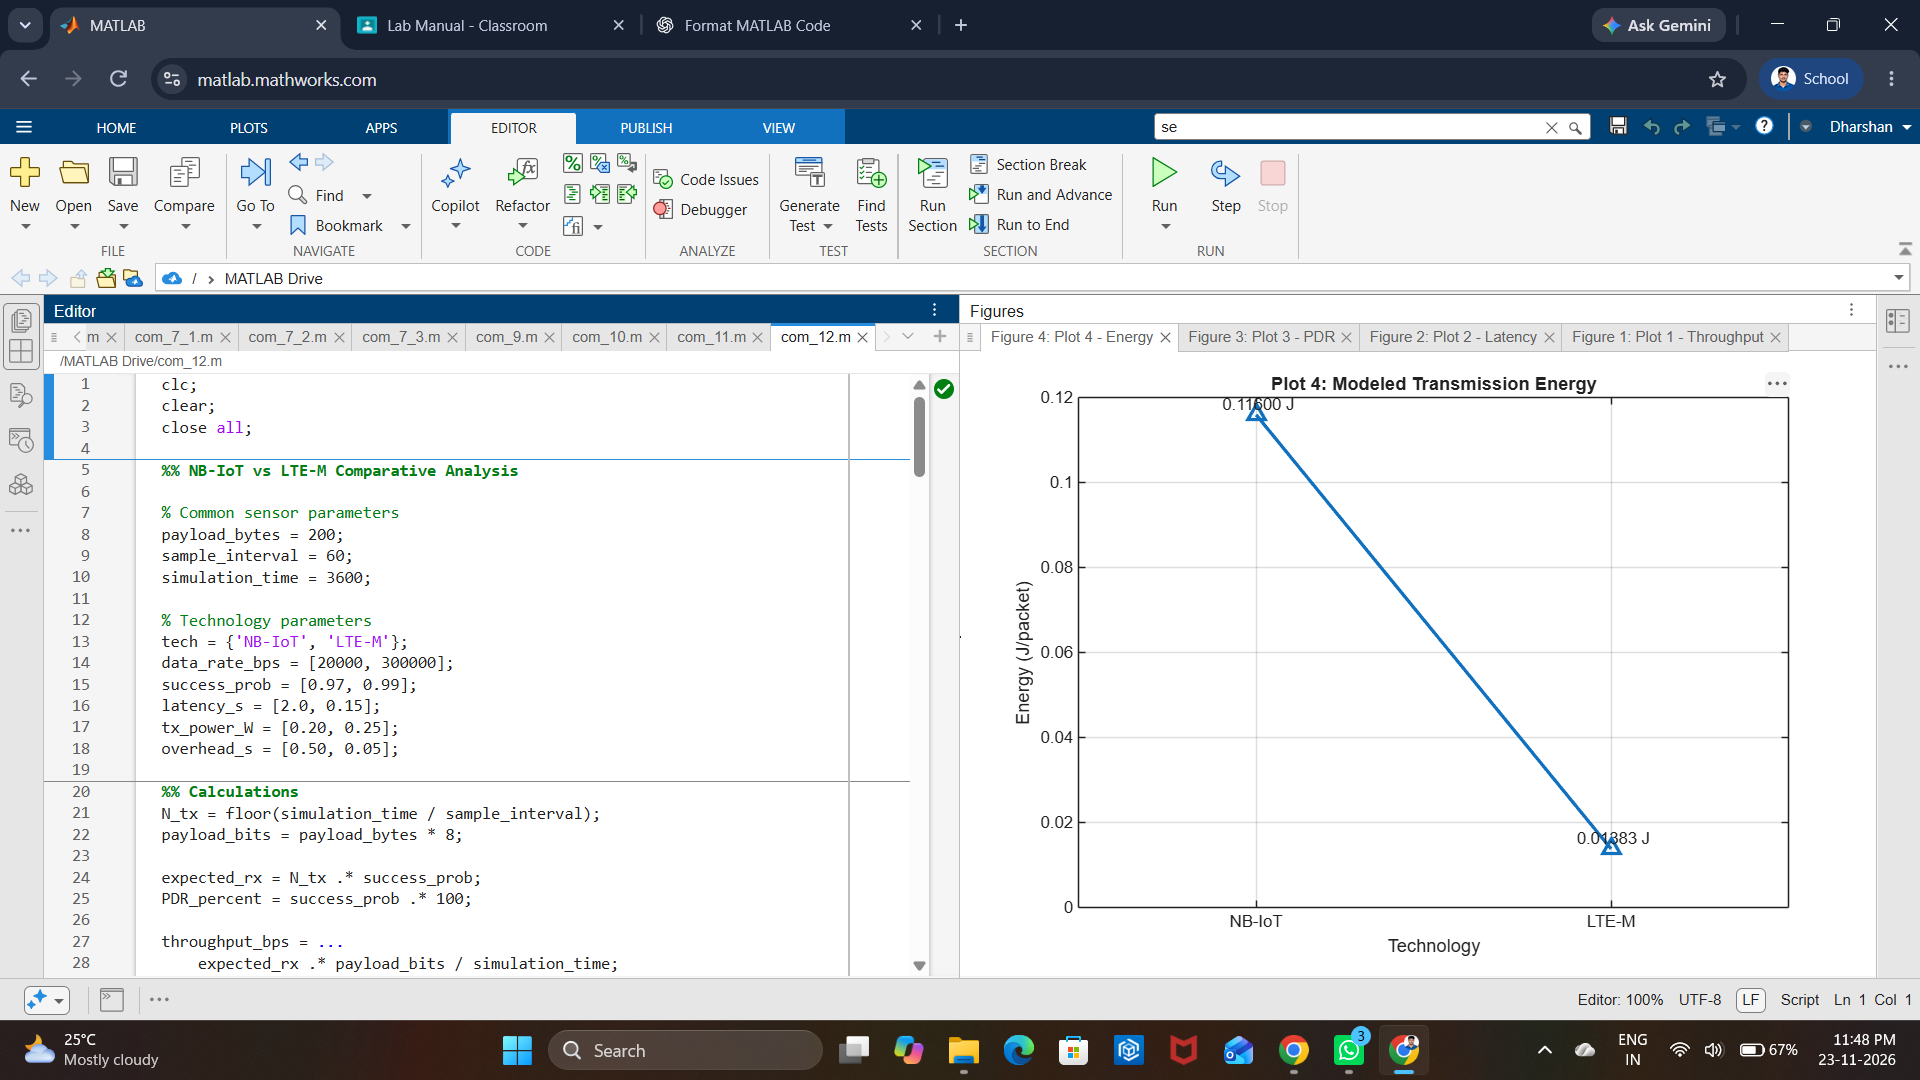 MATLAB
Lab Manual - Classroom
Format MATLAB Code
Ask Gemini
matlab.mathworks.com
School
HOME
PLOTS
APPS
EDITOR
PUBLISH
VIEW
se
Dharshan
New
Open
Save
Compare
FILE
Go To
Find
Bookmark
NAVIGATE
Copilot
Refactor
CODE
Code Issues
Debugger
ANALYZE
Generate Test
Find Tests
TEST
Run Section
Section Break
Run and Advance
Run to End
SECTION
Run
Step
Stop
RUN
/ › MATLAB Drive
Editor
m
com_7_1.m
com_7_2.m
com_7_3.m
com_9.m
com_10.m
com_11.m
com_12.m
/MATLAB Drive/com_12.m
1 clc;
2 clear;
3 close all;
4
5 %% NB-IoT vs LTE-M Comparative Analysis
6
7 % Common sensor parameters
8 payload_bytes = 200;
9 sample_interval = 60;
10 simulation_time = 3600;
11
12 % Technology parameters
13 tech = {'NB-IoT', 'LTE-M'};
14 data_rate_bps = [20000, 300000];
15 success_prob = [0.97, 0.99];
16 latency_s = [2.0, 0.15];
17 tx_power_W = [0.20, 0.25];
18 overhead_s = [0.50, 0.05];
19
20 %% Calculations
21 N_tx = floor(simulation_time / sample_interval);
22 payload_bits = payload_bytes * 8;
23
24 expected_rx = N_tx .* success_prob;
25 PDR_percent = success_prob .* 100;
26
27 throughput_bps = ...
28 expected_rx .* payload_bits / simulation_time;
Figures
Figure 4: Plot 4 - Energy
Figure 3: Plot 3 - PDR
Figure 2: Plot 2 - Latency
Figure 1: Plot 1 - Throughput
Plot 4: Modeled Transmission Energy
0.12
0.1
0.08
0.06
0.04
0.02
0
Energy (J/packet)
0.11600 J
0.01383 J
NB-IoT
LTE-M
Technology
Editor: 100%
UTF-8
LF
Script
Ln 1 Col 1
25°C
Mostly cloudy
Search
3
ENG
IN
67%
11:48 PM
23-11-2026